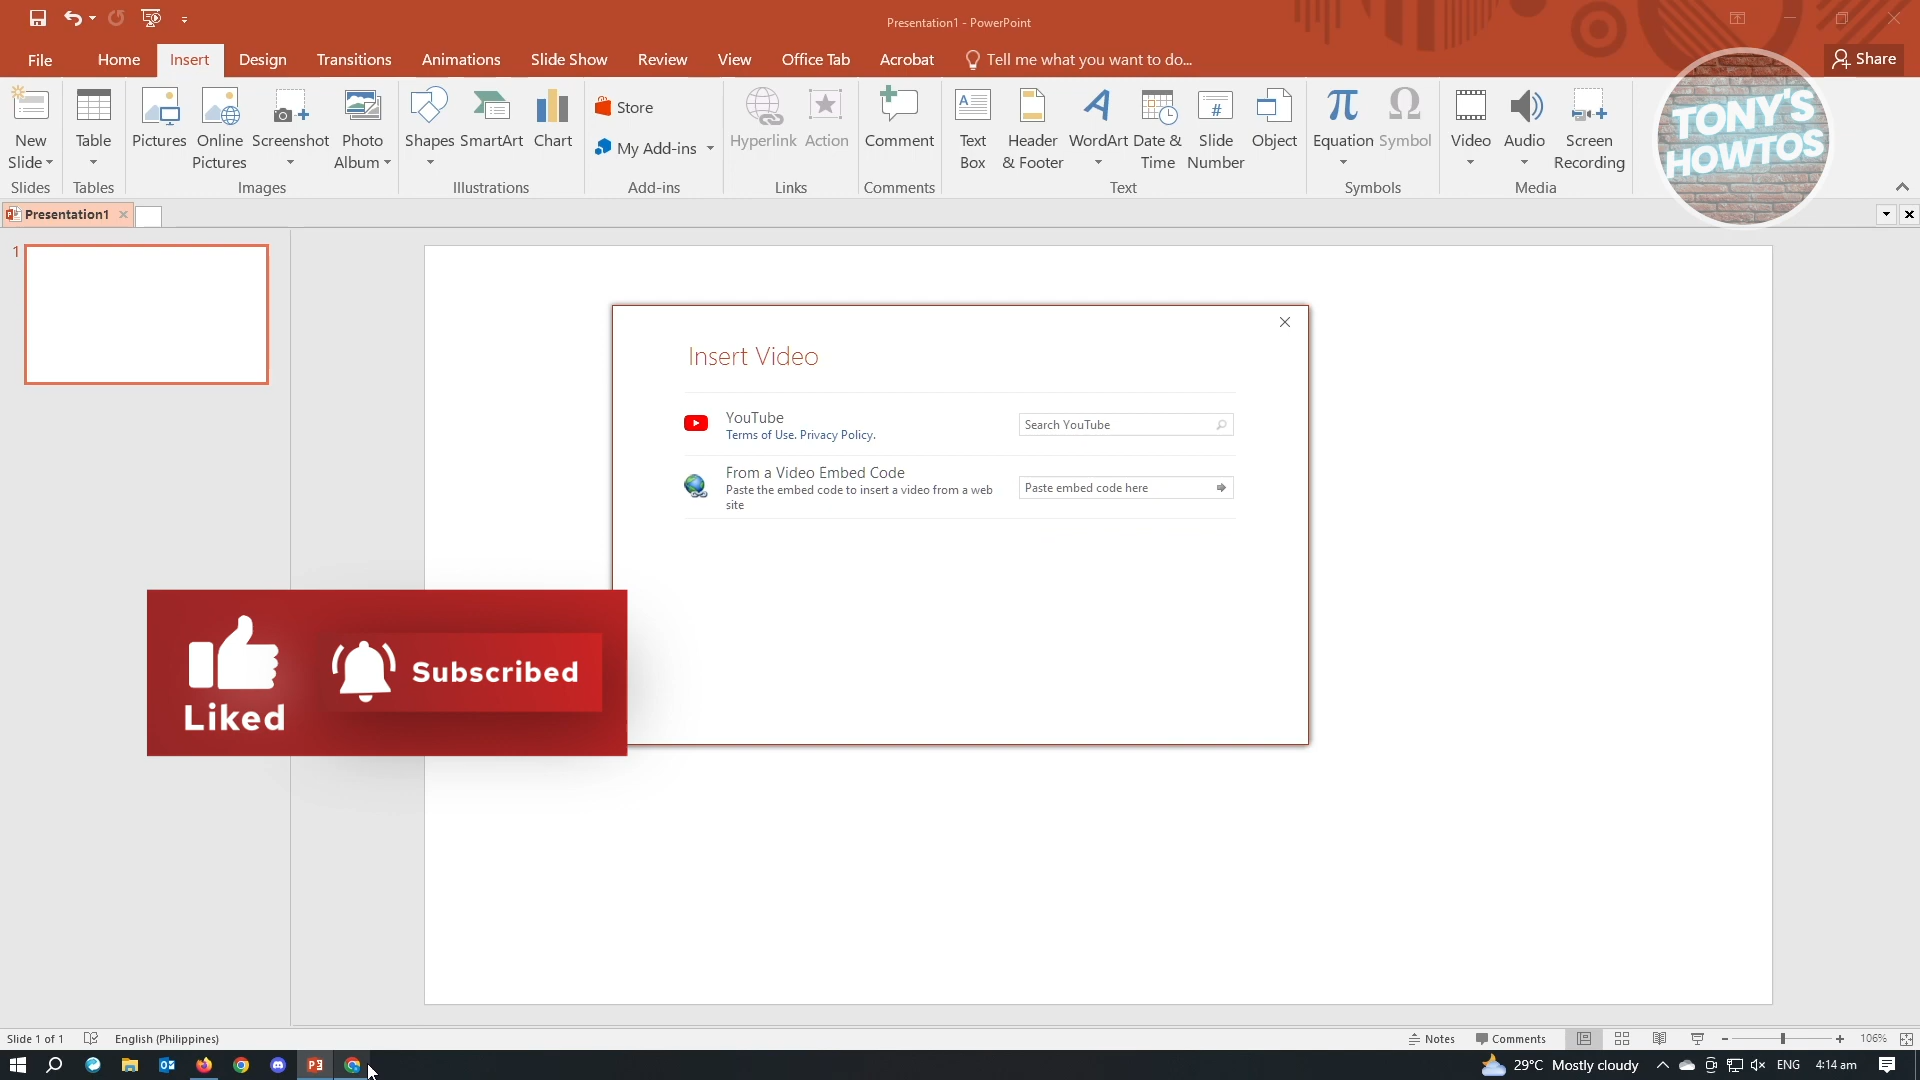 Presentation1 - PowerPoint
File Home Insert Design Transitions Animations Slide Show Review View Office Tab Acrobat Tell me what you want to do... Share
New Slide
Table
Pictures
Online Pictures
Screenshot
Photo Album
Shapes
SmartArt
Chart
Store
My Add-ins
Hyperlink
Action
Comment
Text Box
Header & Footer
WordArt
Date & Time
# Slide Number
Object
π Equation
Ω Symbol
Video
Audio
Screen Recording
Slides Tables Images Illustrations Add-ins Links Comments Text Symbols Media
TONY'S
HOWTOS
Presentation1
1
Insert Video
YouTube
Terms of Use. Privacy Policy.
Search YouTube
From a Video Embed Code
Paste the embed code to insert a video from a web
site
Paste embed code here
Liked
Subscribed
Slide 1 of 1 English (Philippines) Notes Comments 106%
29°C Mostly cloudy ENG 4:14 am